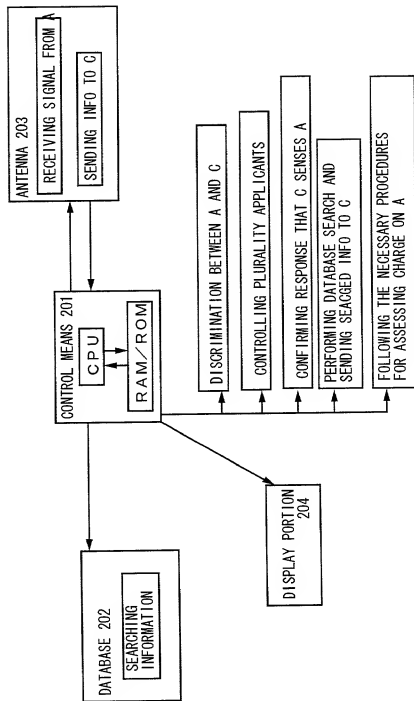 ANTENNA 203
RECEIVING SIGNAL FROM A
SENDING INFO TO C
CONTROL MEANS 201
CPU
RAM/ROM
DATABASE 202
SEARCHING
INFORMATION
DISPLAY PORTION
204
DISCRIMINATION BETWEEN A AND C
CONTROLLING PLURALITY APPLICANTS
CONFIRMING RESPONSE THAT C SENSES A
PERFORMING DATABASE SEARCH AND
SENDING SEACGED INFO TO C
FOLLOWING THE NECESSARY PROCEDURES
FOR ASSESSING CHARGE ON A